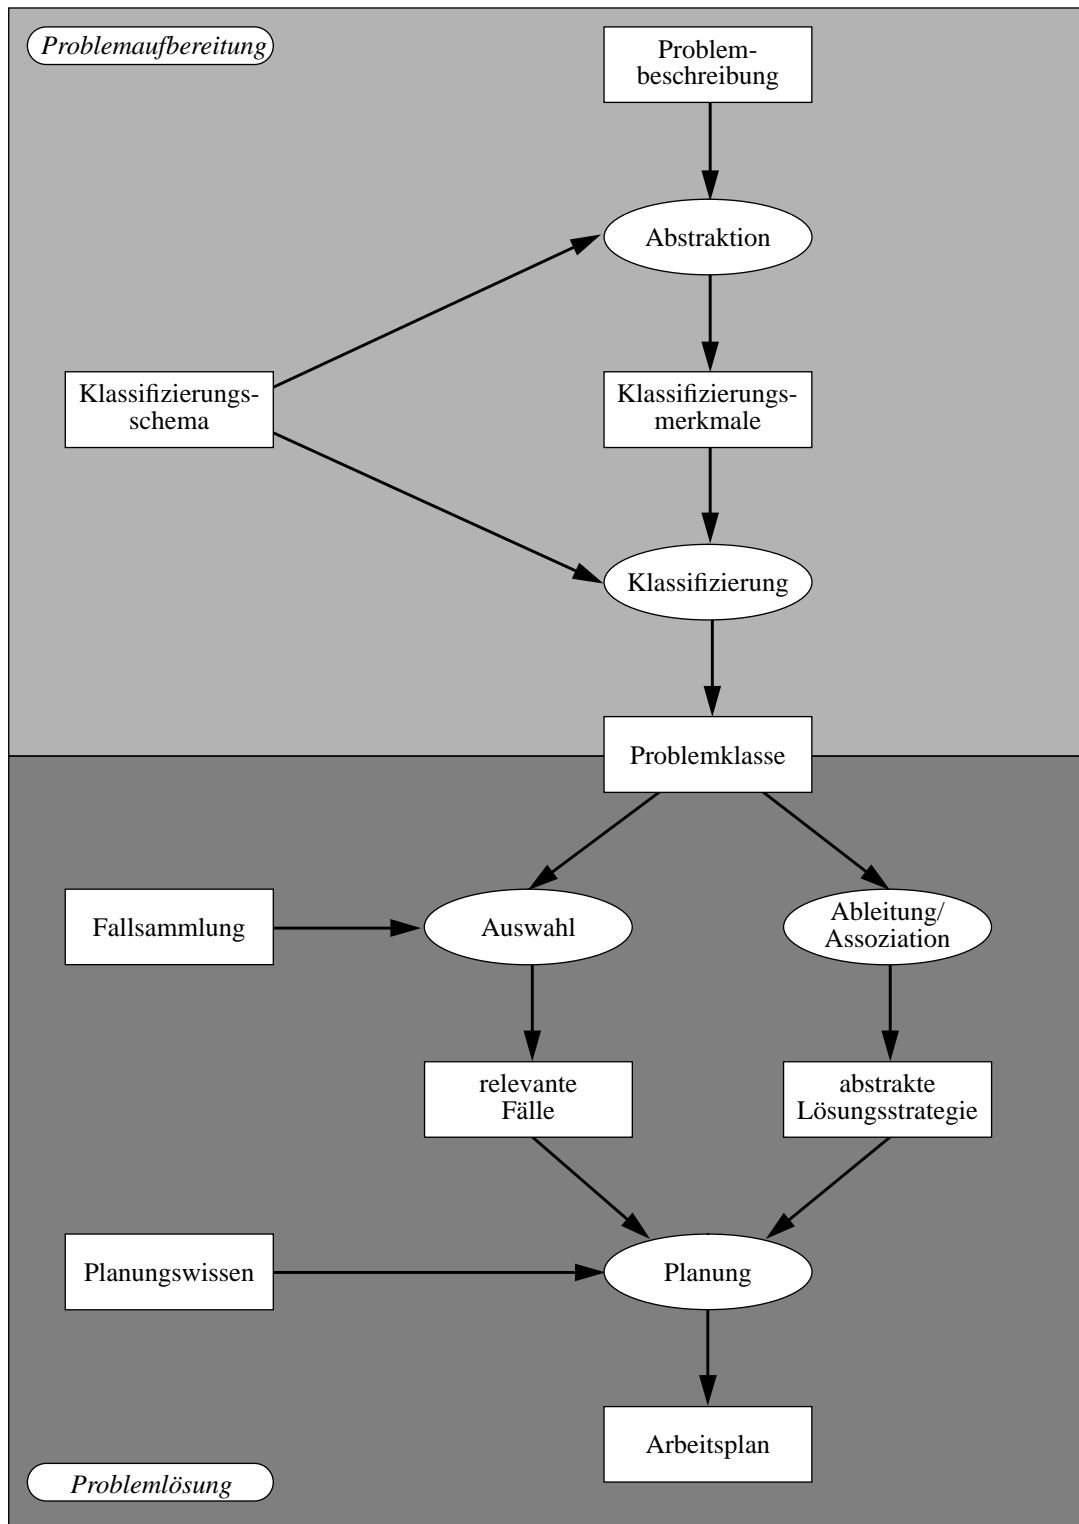 Problemaufbereitung
Problem-
beschreibung
Abstraktion
Klassifizierungs-
schema
Klassifizierungs-
merkmale
Klassifizierung
Problemklasse
Fallsammlung
Auswahl
Ableitung/
Assoziation
relevante
Fälle
abstrakte
Lösungsstrategie
Planungswissen
Planung
Arbeitsplan
Problemlösung